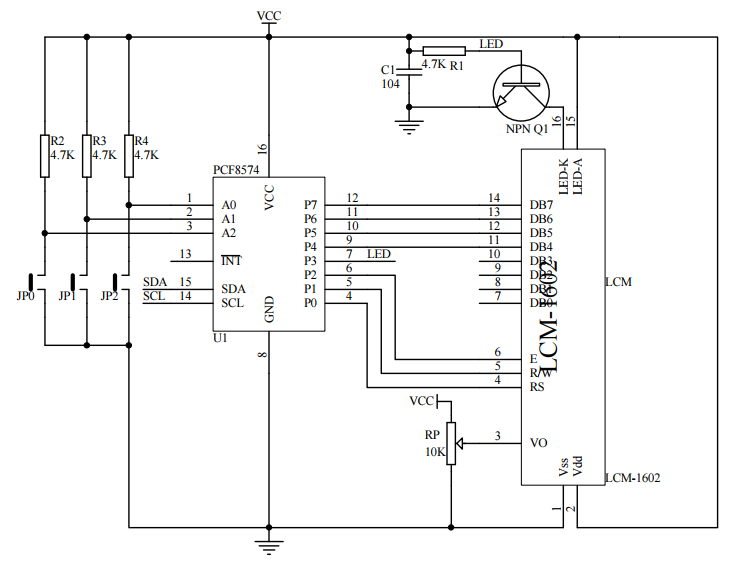 VCC
LED
4.7K R1
C1
104
NPN Q1
16
15
R2
4.7K
R3
4.7K
R4
4.7K
16
PCF8574
VCC
LED-K
LED-A
1 A0
2 A1
3 A2
13 INT
SDA 15 SDA
SCL 14 SCL
GND
U1
8
P7 12
P6 11
P5 10
P4 9
P3 7 LED
P2 6
P1 5
P0 4
JP0
JP1
JP2
14 DB7
13 DB6
12 DB5
11 DB4
10 DB3
9 DB2
8 DB1
7 DB0
LCM-1602
LCM
6 E
5 R/W
4 RS
VCC
RP
10K
3 VO
Vss
Vdd
LCM-1602
1
2